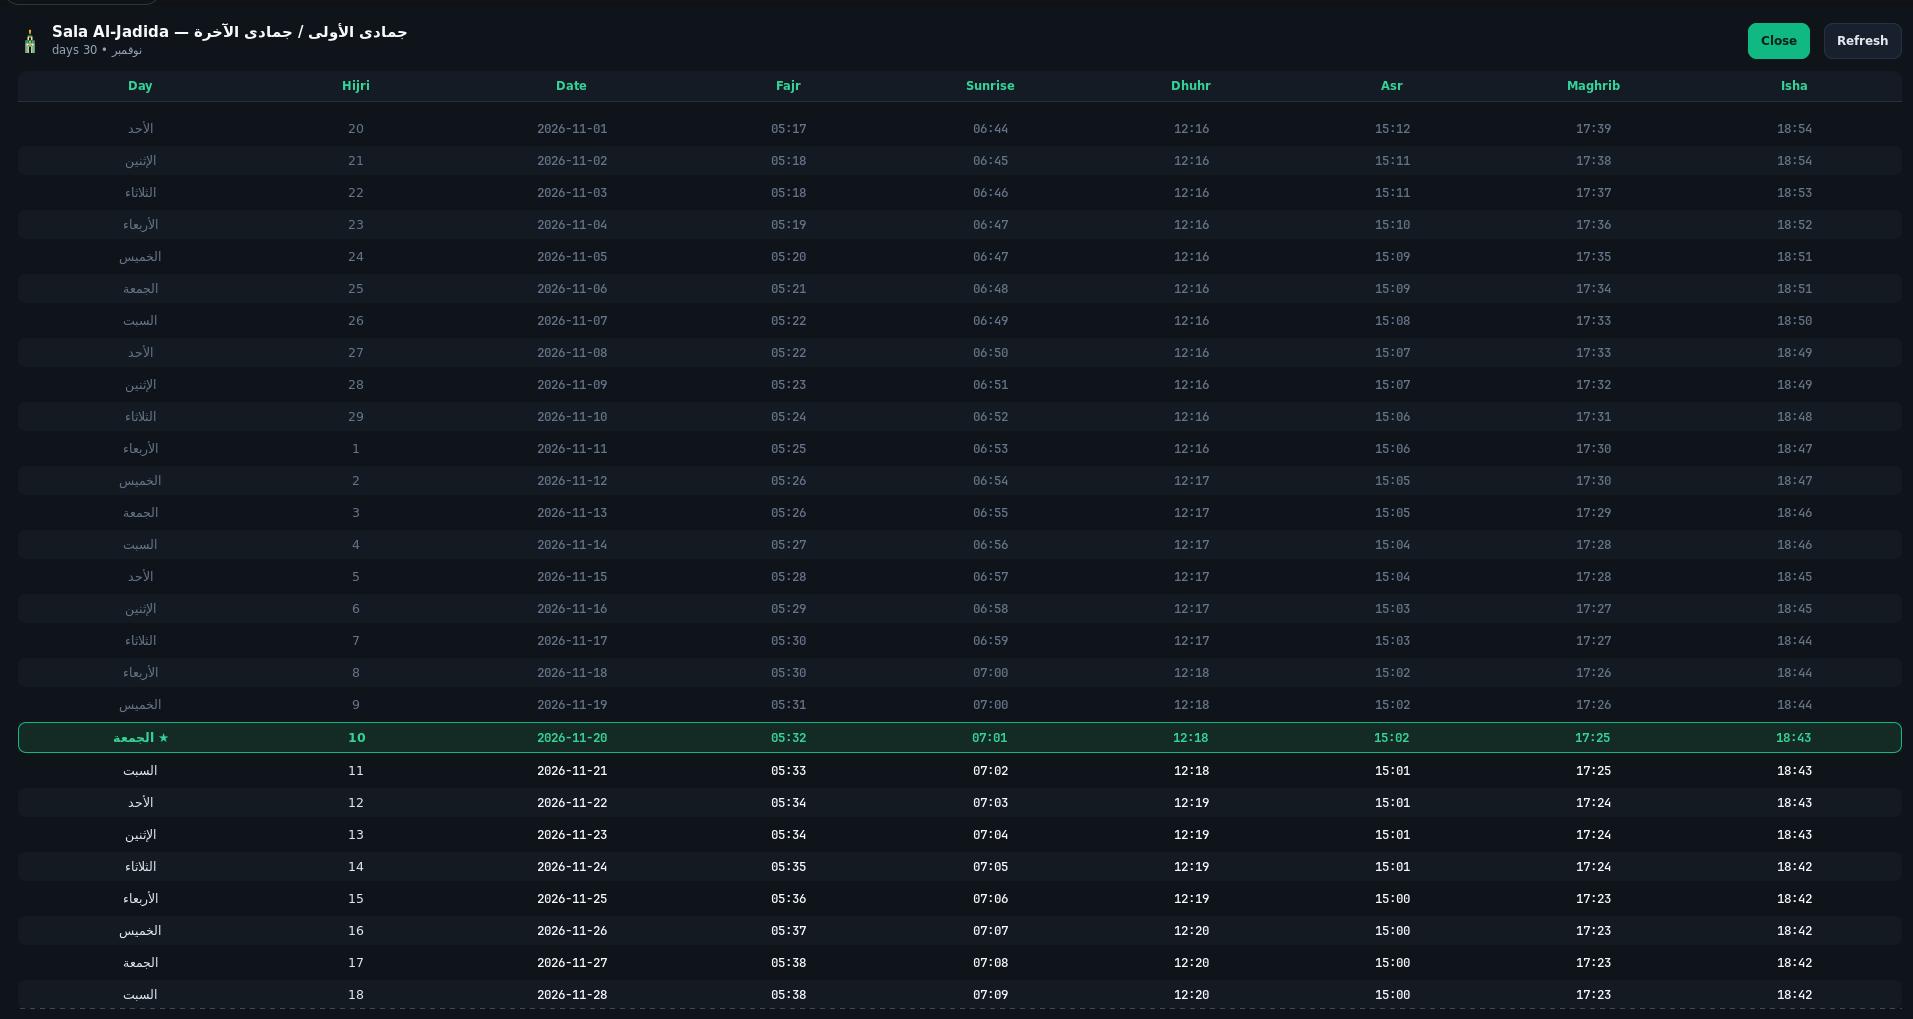 Sala Al-Jadida — جمادى الأولى / جمادى الآخرة
days 30 • نوفمبر
Close Refresh
Day Hijri Date Fajr Sunrise Dhuhr Asr Maghrib Isha
الأحد 20 2026-11-01 05:17 06:44 12:16 15:12 17:39 18:54
الإثنين 21 2026-11-02 05:18 06:45 12:16 15:11 17:38 18:54
الثلاثاء 22 2026-11-03 05:18 06:46 12:16 15:11 17:37 18:53
الأربعاء 23 2026-11-04 05:19 06:47 12:16 15:10 17:36 18:52
الخميس 24 2026-11-05 05:20 06:47 12:16 15:09 17:35 18:51
الجمعة 25 2026-11-06 05:21 06:48 12:16 15:09 17:34 18:51
السبت 26 2026-11-07 05:22 06:49 12:16 15:08 17:33 18:50
الأحد 27 2026-11-08 05:22 06:50 12:16 15:07 17:33 18:49
الإثنين 28 2026-11-09 05:23 06:51 12:16 15:07 17:32 18:49
الثلاثاء 29 2026-11-10 05:24 06:52 12:16 15:06 17:31 18:48
الأربعاء 1 2026-11-11 05:25 06:53 12:16 15:06 17:30 18:47
الخميس 2 2026-11-12 05:26 06:54 12:17 15:05 17:30 18:47
الجمعة 3 2026-11-13 05:26 06:55 12:17 15:05 17:29 18:46
السبت 4 2026-11-14 05:27 06:56 12:17 15:04 17:28 18:46
الأحد 5 2026-11-15 05:28 06:57 12:17 15:04 17:28 18:45
الإثنين 6 2026-11-16 05:29 06:58 12:17 15:03 17:27 18:45
الثلاثاء 7 2026-11-17 05:30 06:59 12:17 15:03 17:27 18:44
الأربعاء 8 2026-11-18 05:30 07:00 12:18 15:02 17:26 18:44
الخميس 9 2026-11-19 05:31 07:00 12:18 15:02 17:26 18:44
★ الجمعة 10 2026-11-20 05:32 07:01 12:18 15:02 17:25 18:43
السبت 11 2026-11-21 05:33 07:02 12:18 15:01 17:25 18:43
الأحد 12 2026-11-22 05:34 07:03 12:19 15:01 17:24 18:43
الإثنين 13 2026-11-23 05:34 07:04 12:19 15:01 17:24 18:43
الثلاثاء 14 2026-11-24 05:35 07:05 12:19 15:01 17:24 18:42
الأربعاء 15 2026-11-25 05:36 07:06 12:19 15:00 17:23 18:42
الخميس 16 2026-11-26 05:37 07:07 12:20 15:00 17:23 18:42
الجمعة 17 2026-11-27 05:38 07:08 12:20 15:00 17:23 18:42
السبت 18 2026-11-28 05:38 07:09 12:20 15:00 17:23 18:42